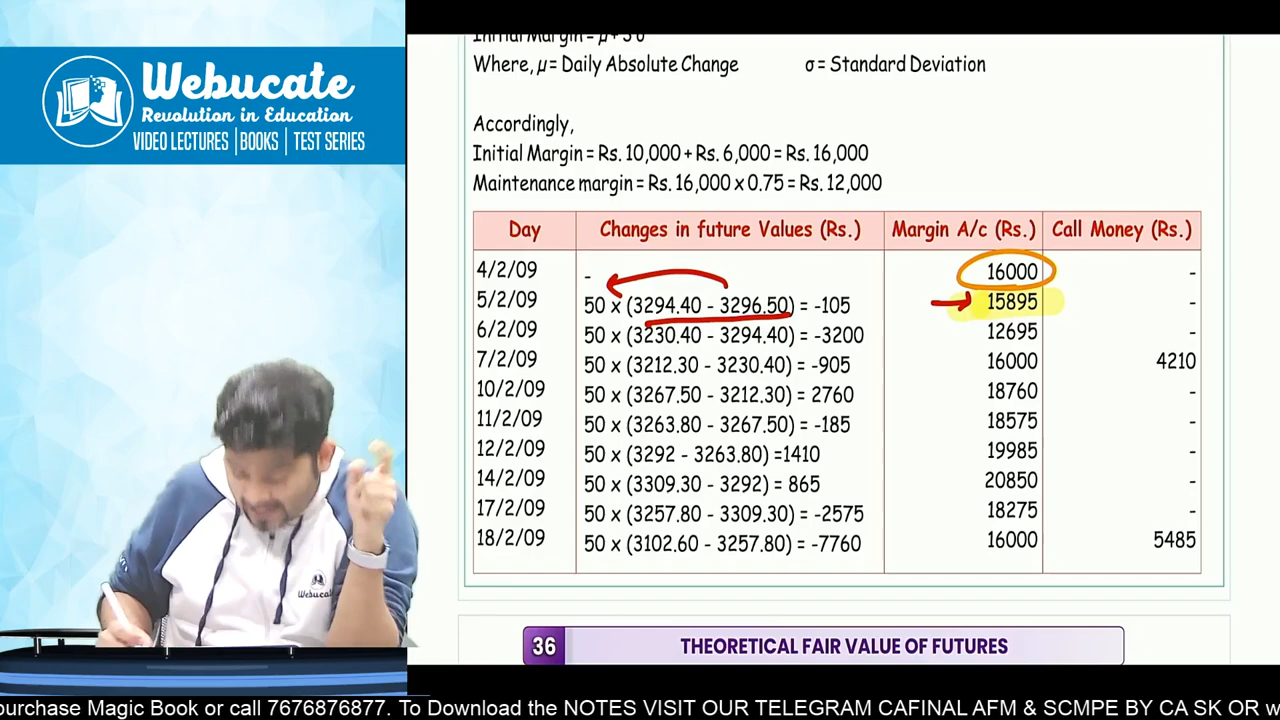 Webucate
Revolution in Education
VIDEO LECTURES | BOOKS | TEST SERIES
Initial Margin = μ + 3σ
Where, μ = Daily Absolute Change σ = Standard Deviation
Accordingly,
Initial Margin = Rs. 10,000 + Rs. 6,000 = Rs. 16,000
Maintenance margin = Rs. 16,000 x 0.75 = Rs. 12,000
Day Changes in future Values (Rs.) Margin A/c (Rs.) Call Money (Rs.)
4/2/09 - 16000 -
5/2/09 50 x (3294.40 - 3296.50) = -105 15895 -
6/2/09 50 x (3230.40 - 3294.40) = -3200 12695 -
7/2/09 50 x (3212.30 - 3230.40) = -905 16000 4210
10/2/09 50 x (3267.50 - 3212.30) = 2760 18760 -
11/2/09 50 x (3263.80 - 3267.50) = -185 18575 -
12/2/09 50 x (3292 - 3263.80) =1410 19985 -
14/2/09 50 x (3309.30 - 3292) = 865 20850 -
17/2/09 50 x (3257.80 - 3309.30) = -2575 18275 -
18/2/09 50 x (3102.60 - 3257.80) = -7760 16000 5485
Webucate
36 THEORETICAL FAIR VALUE OF FUTURES
purchase Magic Book or call 7676876877. To Download the NOTES VISIT OUR TELEGRAM CAFINAL AFM & SCMPE BY CA SK OR w